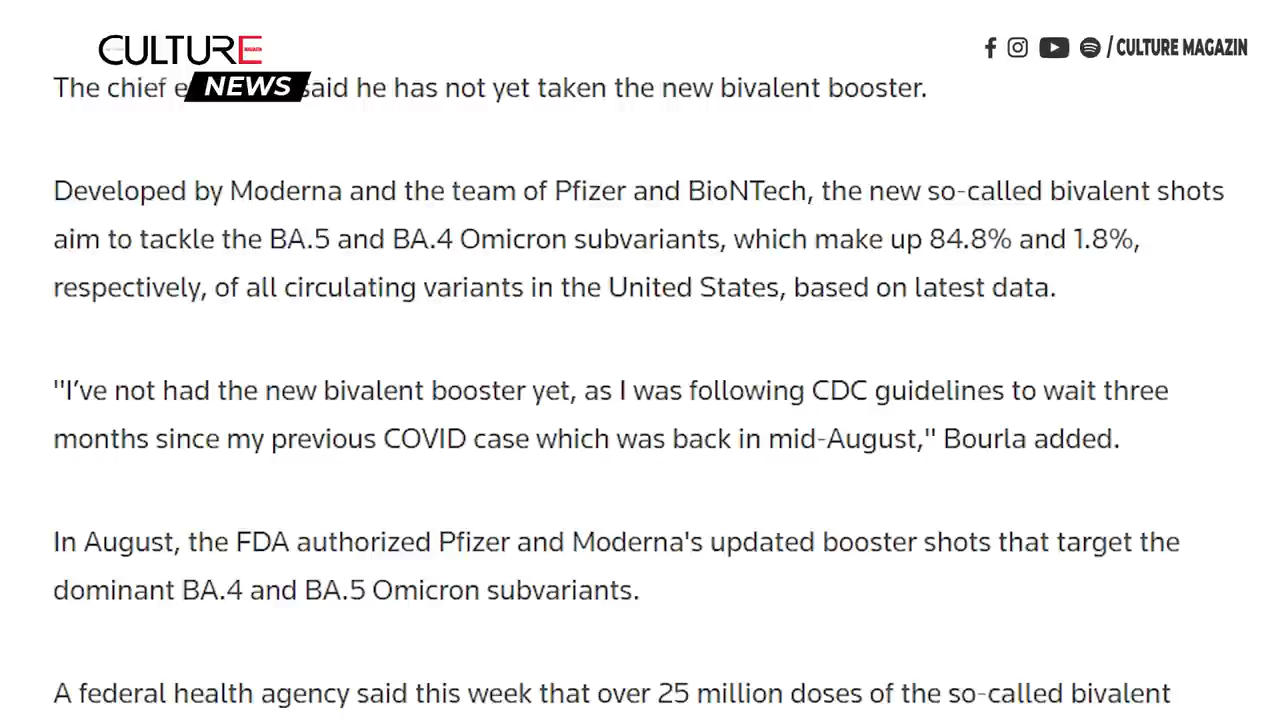 CULTURE
MAGAZIN
NEWS
/ CULTURE MAGAZIN
The chief e said he has not yet taken the new bivalent booster.
Developed by Moderna and the team of Pfizer and BioNTech, the new so-called bivalent shots
aim to tackle the BA.5 and BA.4 Omicron subvariants, which make up 84.8% and 1.8%,
respectively, of all circulating variants in the United States, based on latest data.
"I’ve not had the new bivalent booster yet, as I was following CDC guidelines to wait three
months since my previous COVID case which was back in mid-August," Bourla added.
In August, the FDA authorized Pfizer and Moderna's updated booster shots that target the
dominant BA.4 and BA.5 Omicron subvariants.
A federal health agency said this week that over 25 million doses of the so-called bivalent